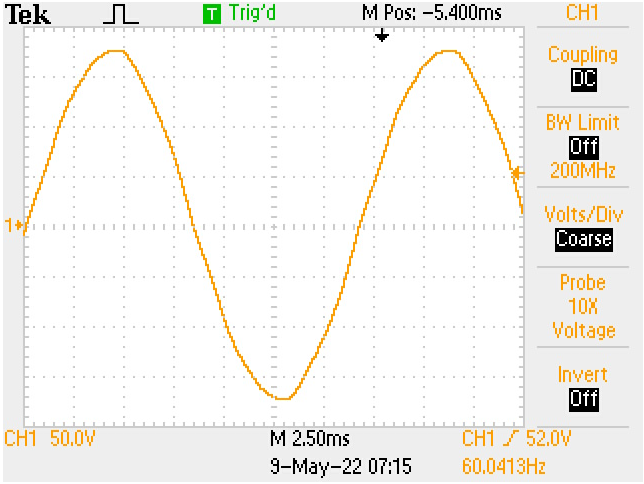 Tek T Trig'd M Pos: -5.400ms CH1
Coupling
DC
BW Limit
Off
200MHz
Volts/Div
Coarse
Probe
10X
Voltage
Invert
Off
1
CH1 50.0V M 2.50ms CH1 52.0V
9-May-22 07:15 60.0413Hz